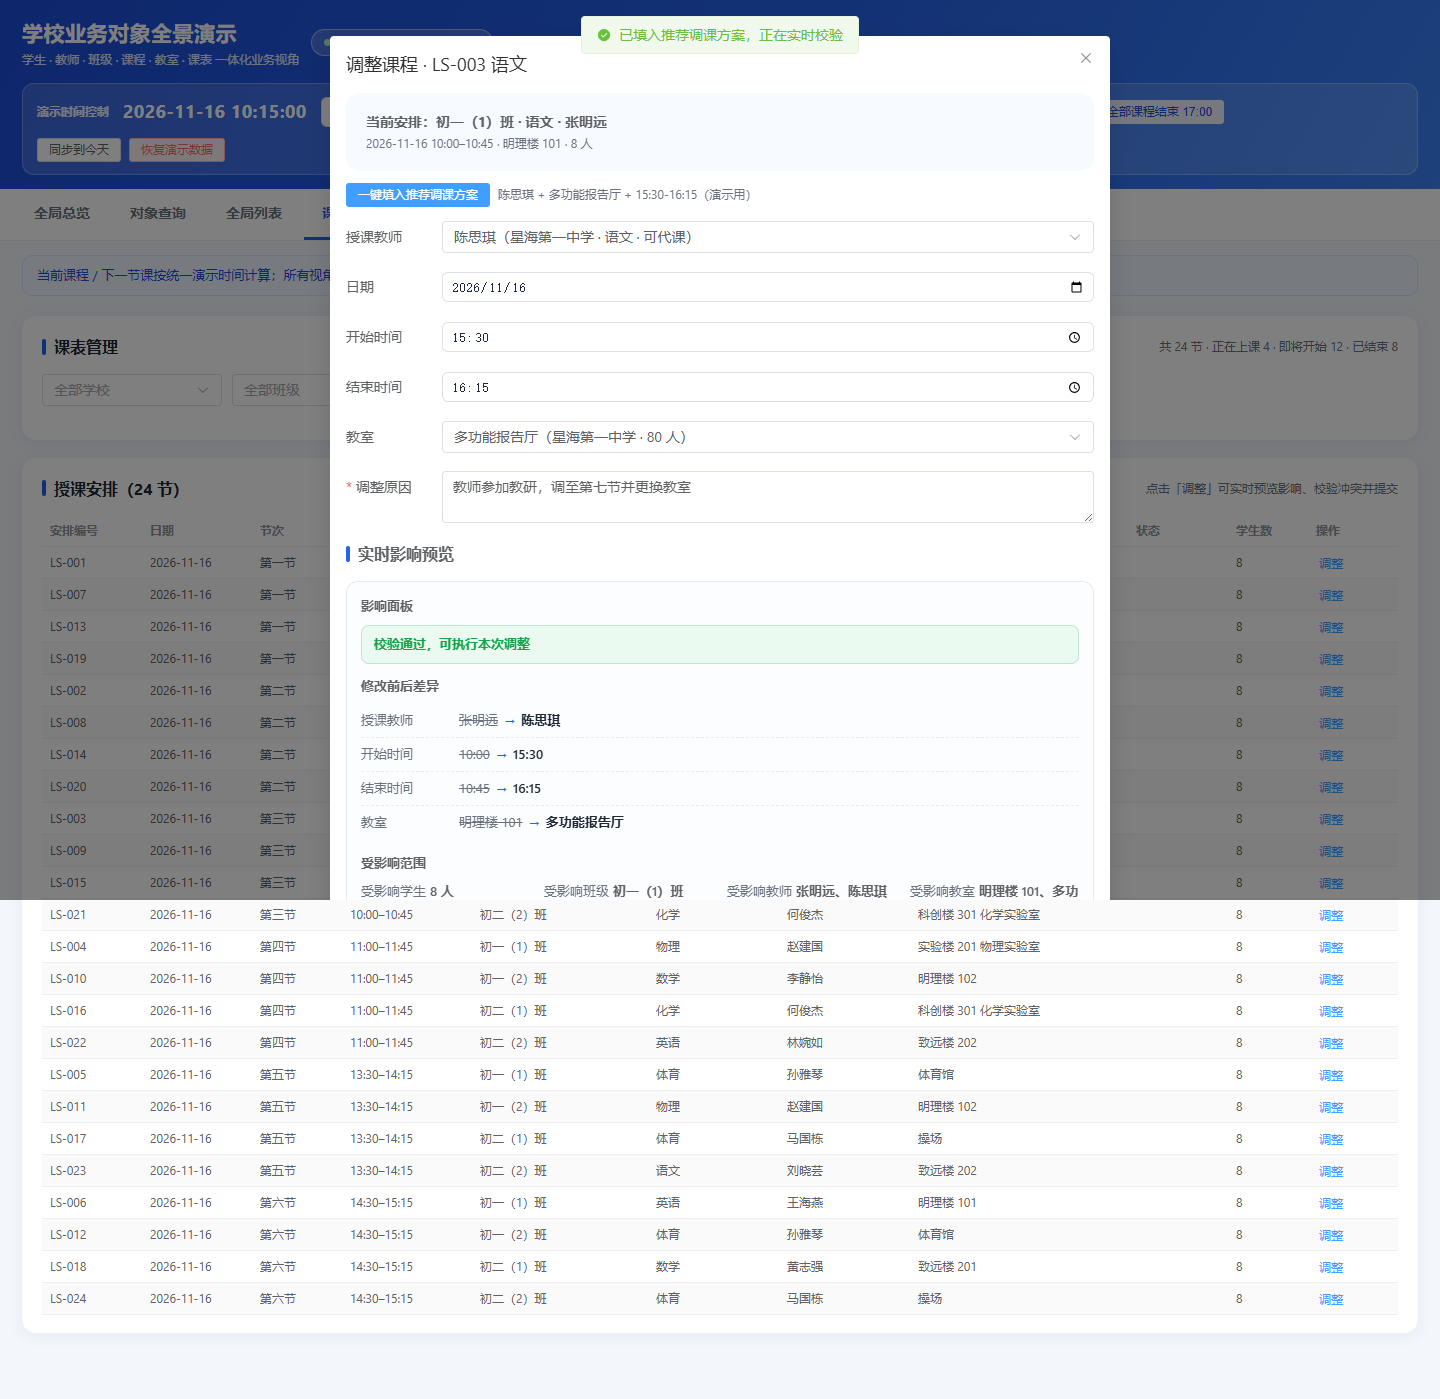 学校业务对象全景演示
学生 · 教师 · 班级 · 课程 · 教室 · 课表 一体化业务视角
已填入推荐调课方案，正在实时校验
演示时间控制 2026-11-16 10:15:00
全部课程结束 17:00
同步到今天 恢复演示数据
全局总览 对象查询 全局列表
当前课程 / 下一节课按统一演示时间计算；所有视角
课表管理
共 24 节 · 正在上课 4 · 即将开始 12 · 已结束 8
全部学校 全部班级
授课安排（24 节）
点击「调整」可实时预览影响、校验冲突并提交
调整课程 · LS-003 语文
当前安排：初一（1）班 · 语文 · 张明远
2026-11-16 10:00–10:45 · 明理楼 101 · 8 人
一键填入推荐调课方案 陈思琪 + 多功能报告厅 + 15:30-16:15（演示用）
授课教师 陈思琪（星海第一中学 · 语文 · 可代课）
日期 2026/11/16
开始时间 15:30
结束时间 16:15
教室 多功能报告厅（星海第一中学 · 80 人）
* 调整原因 教师参加教研，调至第七节并更换教室
实时影响预览
影响面板
校验通过，可执行本次调整
修改前后差异
授课教师 张明远 → 陈思琪
开始时间 10:00 → 15:30
结束时间 10:45 → 16:15
教室 明理楼 101 → 多功能报告厅
受影响范围
受影响学生 8 人 受影响班级 初一（1）班 受影响教师 张明远、陈思琪 受影响教室 明理楼 101、多功
安排编号 日期 节次 状态 学生数 操作
LS-001 2026-11-16 第一节 8 调整
LS-007 2026-11-16 第一节 8 调整
LS-013 2026-11-16 第一节 8 调整
LS-019 2026-11-16 第一节 8 调整
LS-002 2026-11-16 第二节 8 调整
LS-008 2026-11-16 第二节 8 调整
LS-014 2026-11-16 第二节 8 调整
LS-020 2026-11-16 第二节 8 调整
LS-003 2026-11-16 第三节 8 调整
LS-009 2026-11-16 第三节 8 调整
LS-015 2026-11-16 第三节 8 调整
LS-021 2026-11-16 第三节 10:00–10:45 初二（2）班 化学 何俊杰 科创楼 301 化学实验室 8 调整
LS-004 2026-11-16 第四节 11:00–11:45 初一（1）班 物理 赵建国 实验楼 201 物理实验室 8 调整
LS-010 2026-11-16 第四节 11:00–11:45 初一（2）班 数学 李静怡 明理楼 102 8 调整
LS-016 2026-11-16 第四节 11:00–11:45 初二（1）班 化学 何俊杰 科创楼 301 化学实验室 8 调整
LS-022 2026-11-16 第四节 11:00–11:45 初二（2）班 英语 林婉如 致远楼 202 8 调整
LS-005 2026-11-16 第五节 13:30–14:15 初一（1）班 体育 孙雅琴 体育馆 8 调整
LS-011 2026-11-16 第五节 13:30–14:15 初一（2）班 物理 赵建国 明理楼 102 8 调整
LS-017 2026-11-16 第五节 13:30–14:15 初二（1）班 体育 马国栋 操场 8 调整
LS-023 2026-11-16 第五节 13:30–14:15 初二（2）班 语文 刘晓芸 致远楼 202 8 调整
LS-006 2026-11-16 第六节 14:30–15:15 初一（1）班 英语 王海燕 明理楼 101 8 调整
LS-012 2026-11-16 第六节 14:30–15:15 初一（2）班 体育 孙雅琴 体育馆 8 调整
LS-018 2026-11-16 第六节 14:30–15:15 初二（1）班 数学 黄志强 致远楼 201 8 调整
LS-024 2026-11-16 第六节 14:30–15:15 初二（2）班 体育 马国栋 操场 8 调整